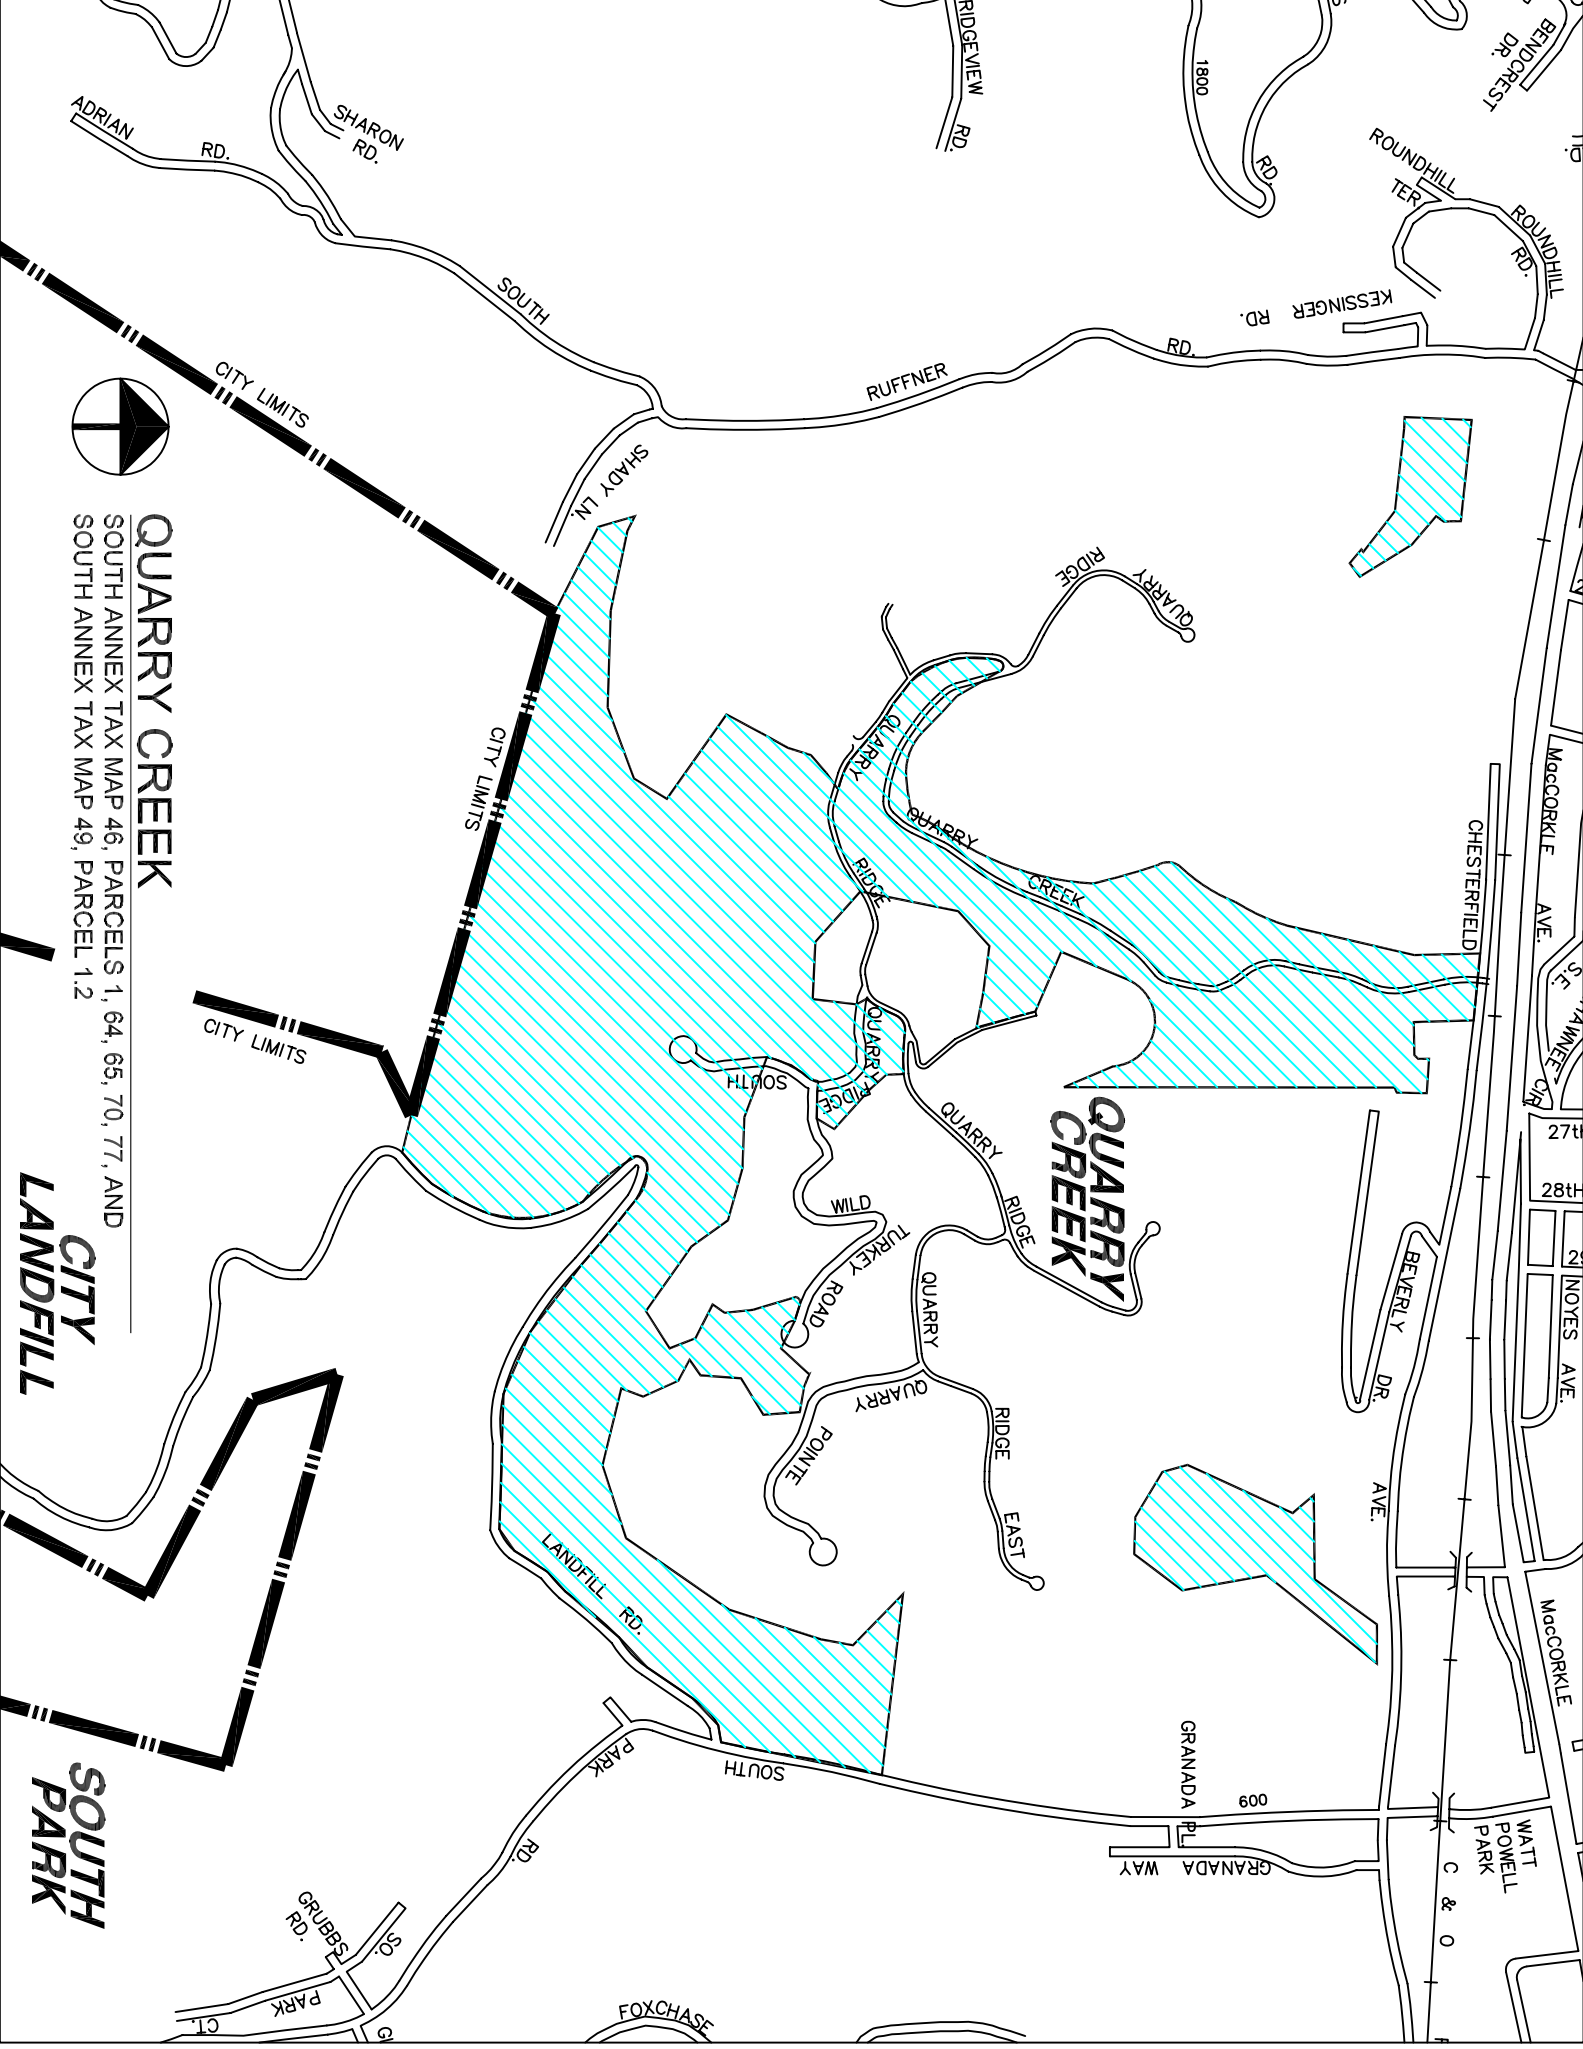 QUARRY CREEK
SOUTH ANNEX TAX MAP 46, PARCELS 1, 64, 65, 70, 77, AND
SOUTH ANNEX TAX MAP 49, PARCEL 1.2
QUARRY
CREEK
CITY
LANDFILL
SOUTH
PARK
BENDCREST
DR.
RIDGEVIEW
RD.
1800
RD.
ROUNDHILL
TER
ROUNDHILL
RD.
SHARON
RD.
ADRIAN
RD.
KESSINGER RD.
SOUTH
RUFFNER
RD.
SHADY LN.
CITY LIMITS
CITY LIMITS
CITY LIMITS
QUARRY
RIDGE
QUARRY
RIDGE
QUARRY
CREEK
CHESTERFIELD
AVE.
MacCORKLE
AVE.
S.E.
CIR.
27th
28tH
NOYES AVE.
BEVERLY
DR.
QUARRY
RIDGE
SOUTH
QUARRY
RIDGE
WILD
TURKEY
ROAD
QUARRY
RIDGE
EAST
QUARRY
POINTE
LANDFILL RD.
MacCORKLE
GRANADA PL.
600
WATT
POWELL
PARK
GRANADA
WAY
C & O
SOUTH
PARK
RD.
GRUBBS
RD.
SO.
PARK
CT.
FOXCHASE